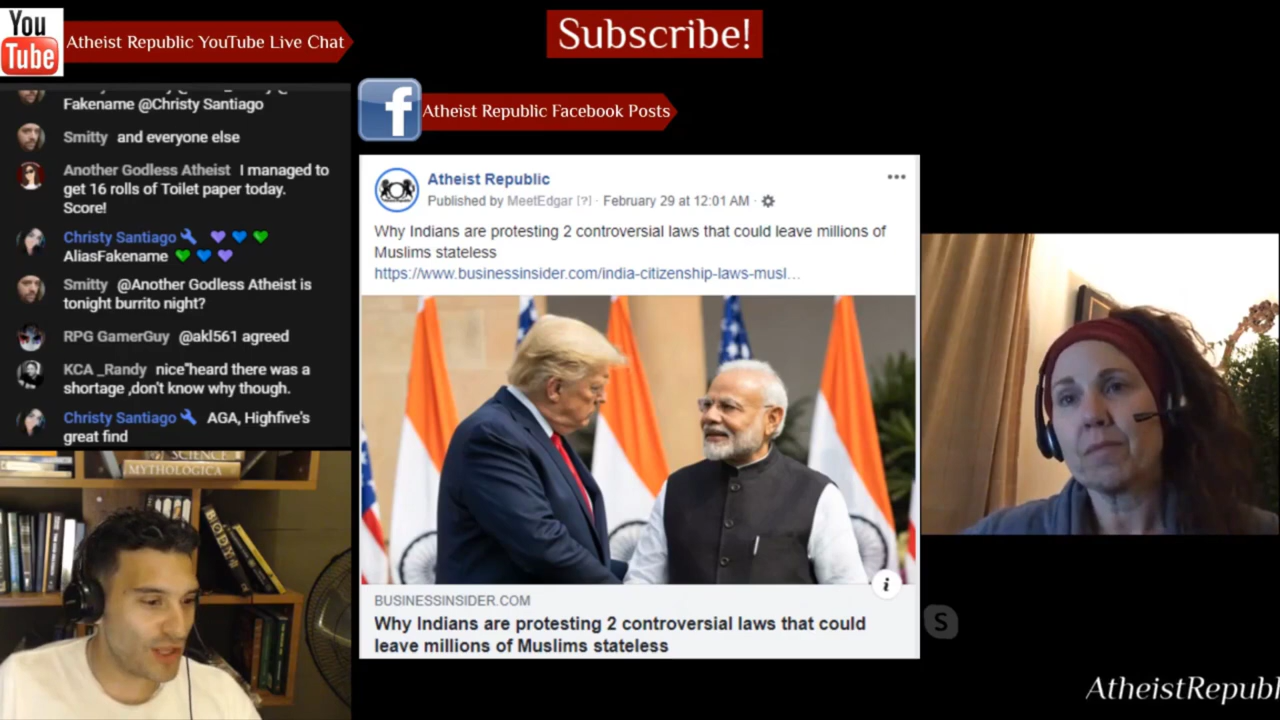 You
Tube
Atheist Republic YouTube Live Chat
Subscribe!
Fakename @Christy Santiago
Smitty and everyone else
Another Godless Atheist I managed to
get 16 rolls of Toilet paper today.
Score!
Christy Santiago 💜 💙 💚
AliasFakename 💚 💙 💜
Smitty @Another Godless Atheist is
tonight burrito night?
RPG GamerGuy @akl561 agreed
KCA _Randy nice"heard there was a
shortage ,don't know why though.
Christy Santiago AGA, Highfive's
great find
f
Atheist Republic Facebook Posts
Atheist Republic
Published by MeetEdgar [?] · February 29 at 12:01 AM ·
Why Indians are protesting 2 controversial laws that could leave millions of
Muslims stateless
https://www.businessinsider.com/india-citizenship-laws-musl...
i
BUSINESSINSIDER.COM
Why Indians are protesting 2 controversial laws that could
leave millions of Muslims stateless
SCIENCE
MYTHOLOGICA
S
AtheistRepubl